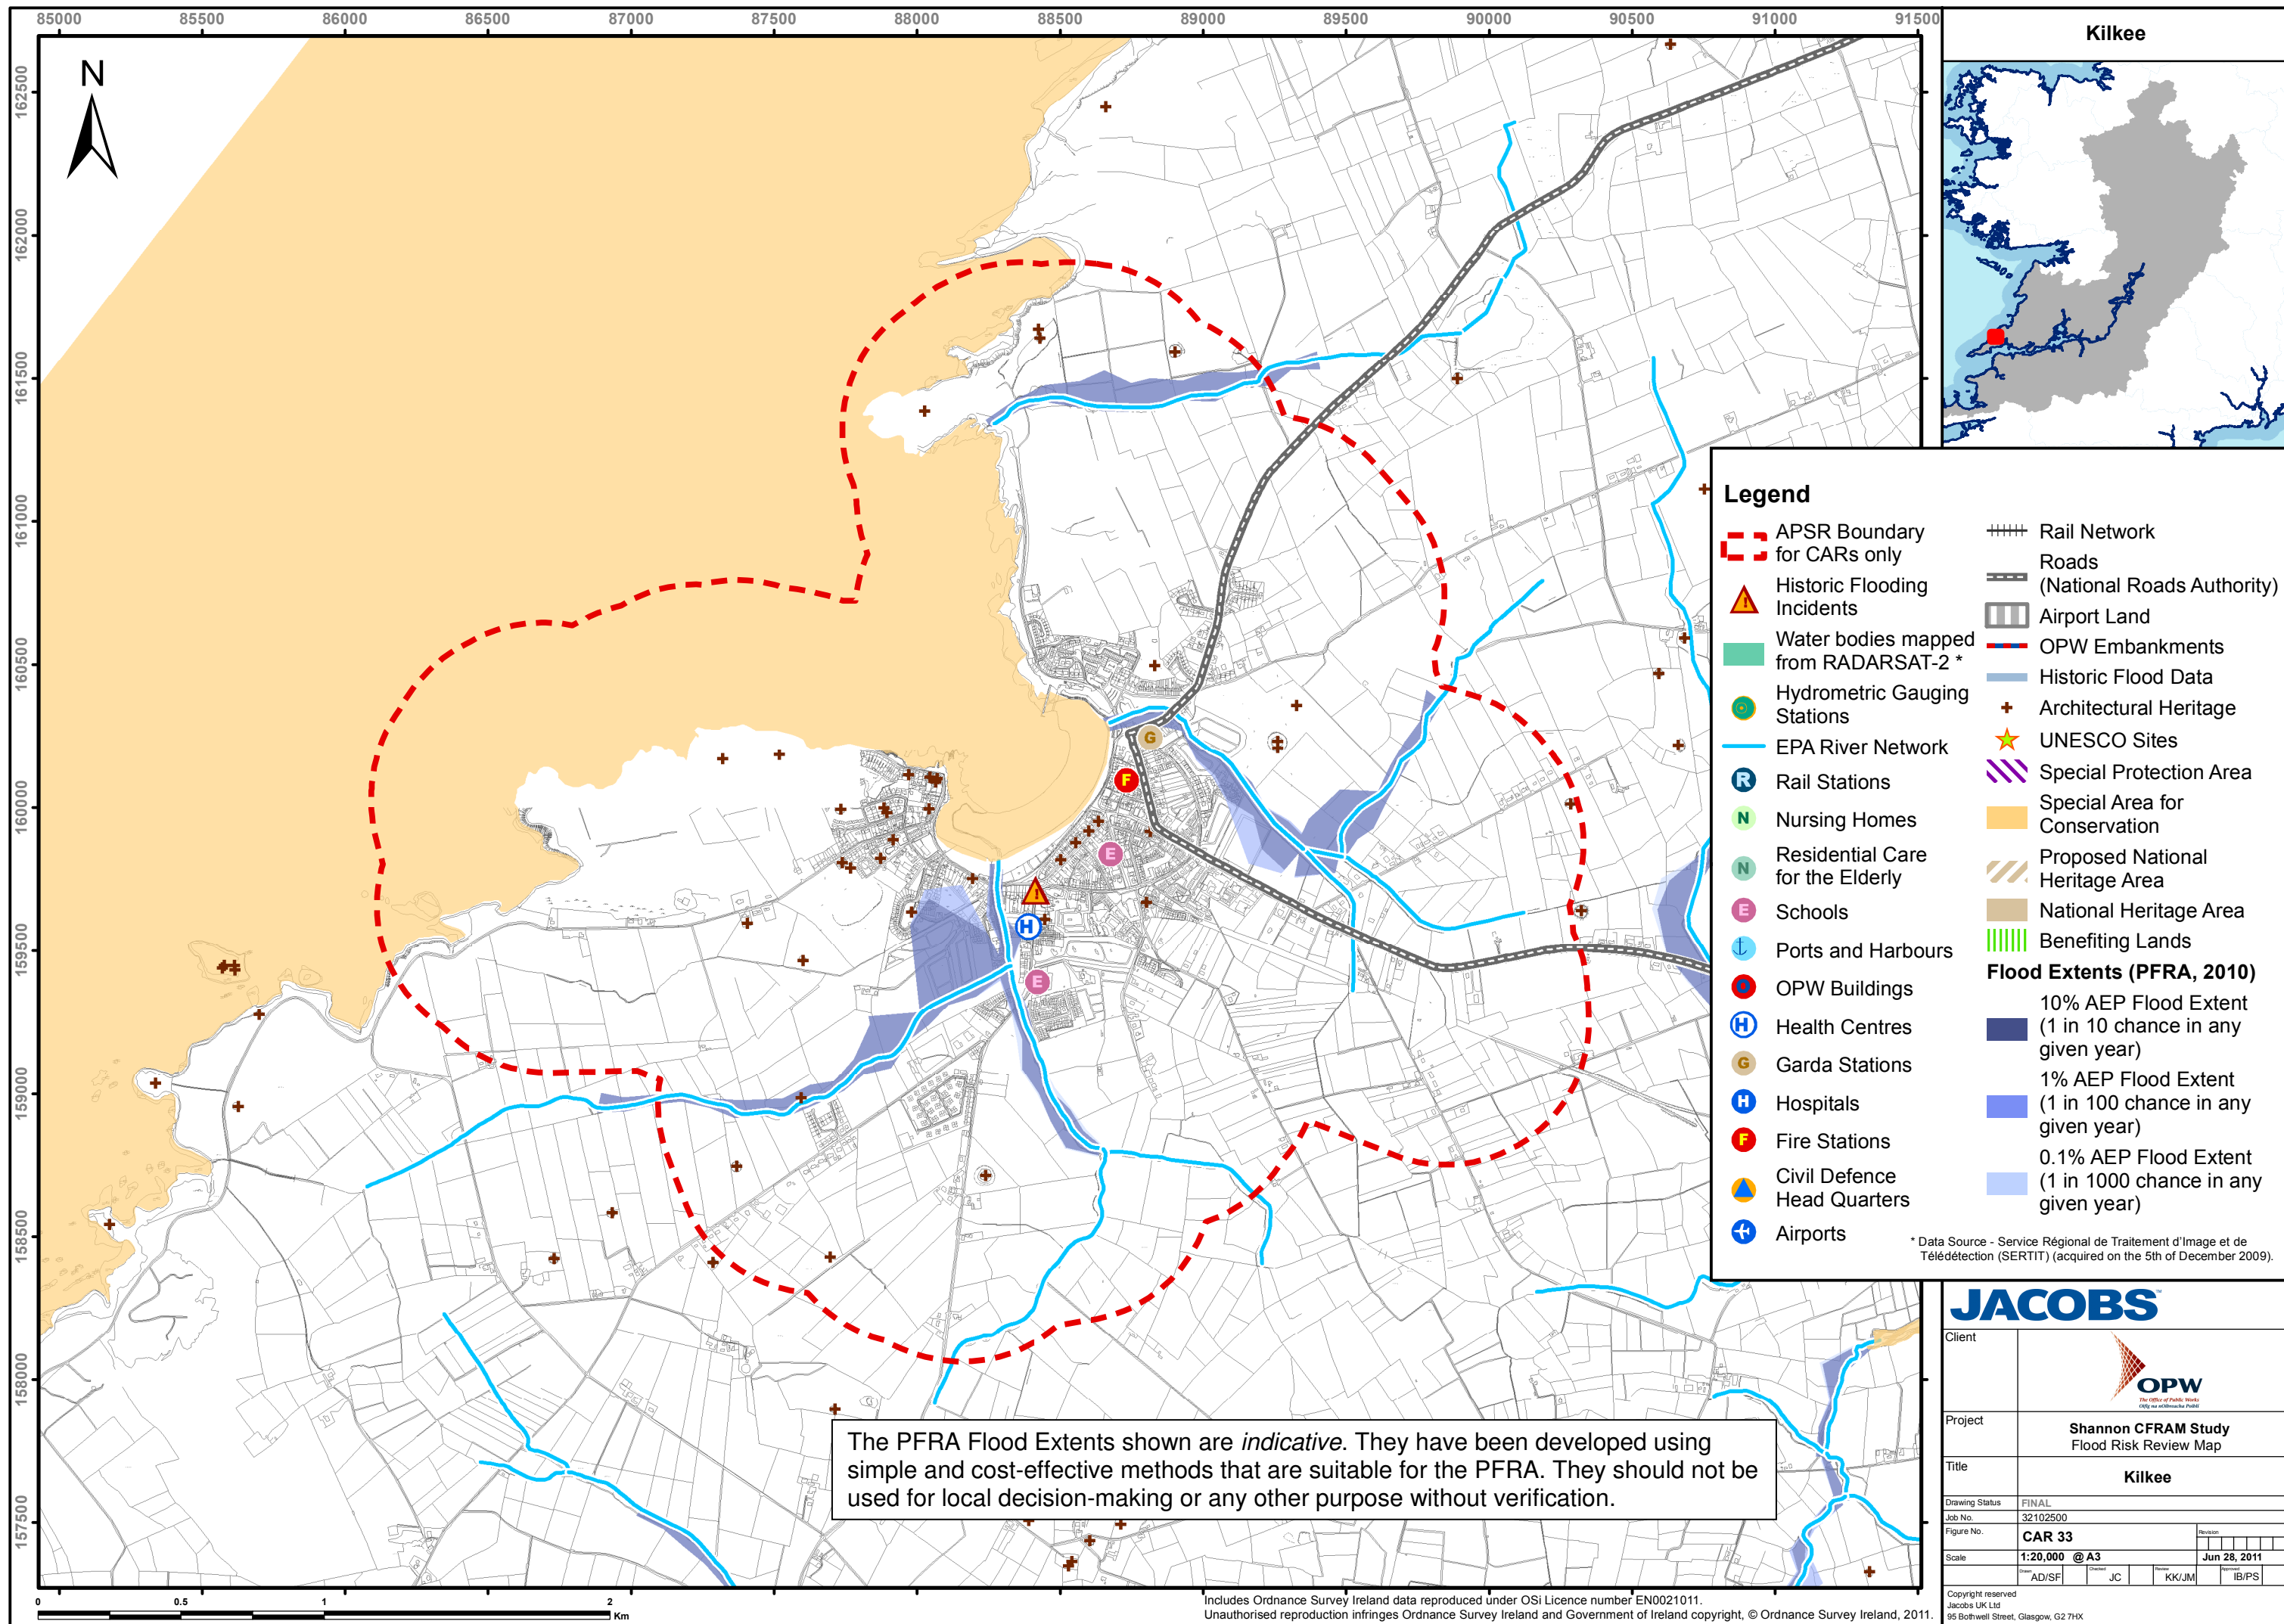 85000 85500 86000 86500 87000 87500 88000 88500 89000 89500 90000 90500 91000 91500
162500
162000
161500
161000
160500
160000
159500
159000
158500
158000
157500
N
G
F
E
!
H
E
The PFRA Flood Extents shown are indicative. They have been developed using
simple and cost-effective methods that are suitable for the PFRA. They should not be
used for local decision-making or any other purpose without verification.
0 0.5 1 2
Km
Includes Ordnance Survey Ireland data reproduced under OSi Licence number EN0021011.
Unauthorised reproduction infringes Ordnance Survey Ireland and Government of Ireland copyright, © Ordnance Survey Ireland, 2011.
Kilkee
Legend
APSR Boundary
for CARs only
! Historic Flooding
Incidents
Water bodies mapped
from RADARSAT-2 *
Hydrometric Gauging
Stations
EPA River Network
R Rail Stations
N Nursing Homes
N Residential Care
for the Elderly
E Schools
Ports and Harbours
O OPW Buildings
H Health Centres
G Garda Stations
H Hospitals
F Fire Stations
Civil Defence
Head Quarters
Airports
Rail Network
Roads
(National Roads Authority)
Airport Land
OPW Embankments
Historic Flood Data
Architectural Heritage
UNESCO Sites
Special Protection Area
Special Area for
Conservation
Proposed National
Heritage Area
National Heritage Area
Benefiting Lands
Flood Extents (PFRA, 2010)
10% AEP Flood Extent
(1 in 10 chance in any
given year)
1% AEP Flood Extent
(1 in 100 chance in any
given year)
0.1% AEP Flood Extent
(1 in 1000 chance in any
given year)
* Data Source - Service Régional de Traitement d'Image et de
Télédétection (SERTIT) (acquired on the 5th of December 2009).
JACOBS
Client
OPW
The Office of Public Works
Oifig na nOibreacha Poiblí
Project
Shannon CFRAM Study
Flood Risk Review Map
Title
Kilkee
Drawing Status FINAL
Job No. 32102500
Figure No. CAR 33 Revision
Scale 1:20,000 @ A3 Jun 28, 2011
Drawn AD/SF Checked JC Review KK/JM Approved IB/PS
Copyright reserved
Jacobs UK Ltd
95 Bothwell Street, Glasgow, G2 7HX